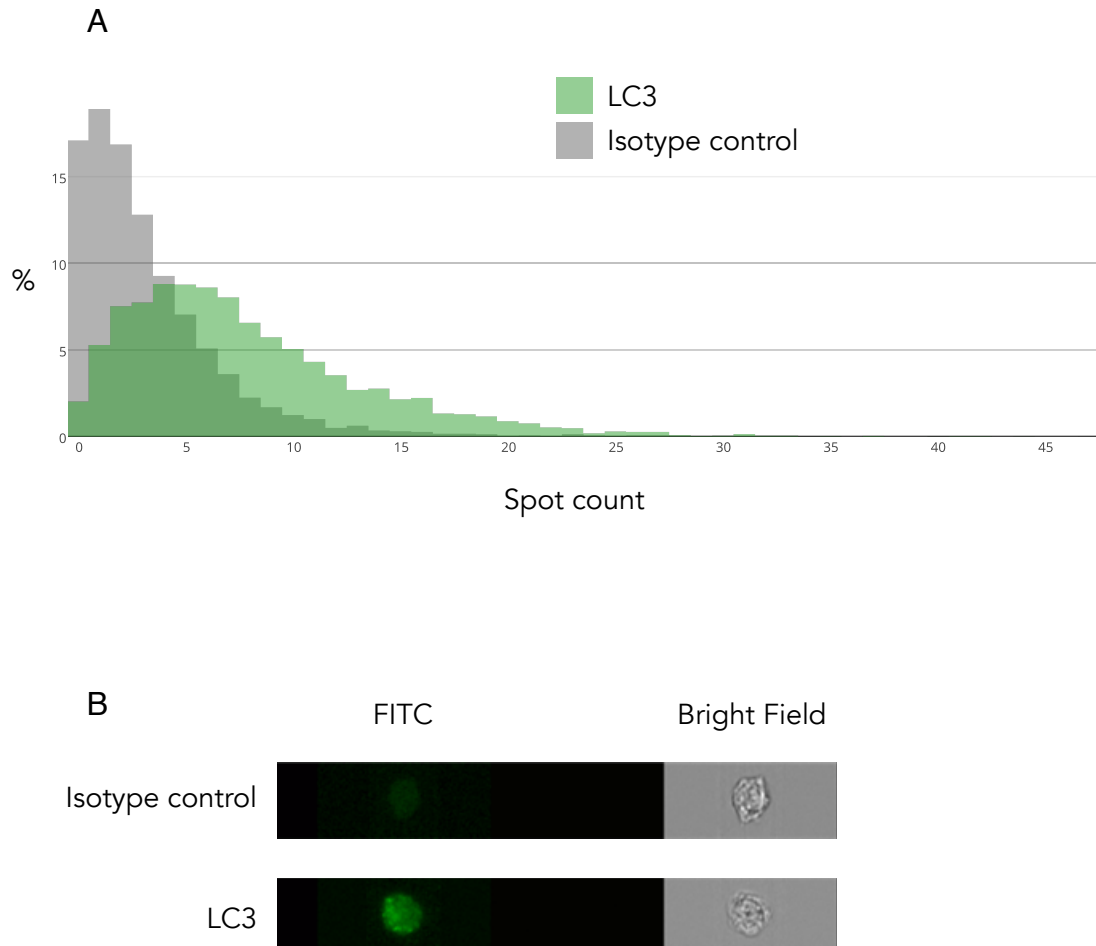 A
LC3
Isotype control
15
10
%
5
0
0 5 10 15 20 25 30 35 40 45
Spot count
B
FITC Bright Field
Isotype control
LC3